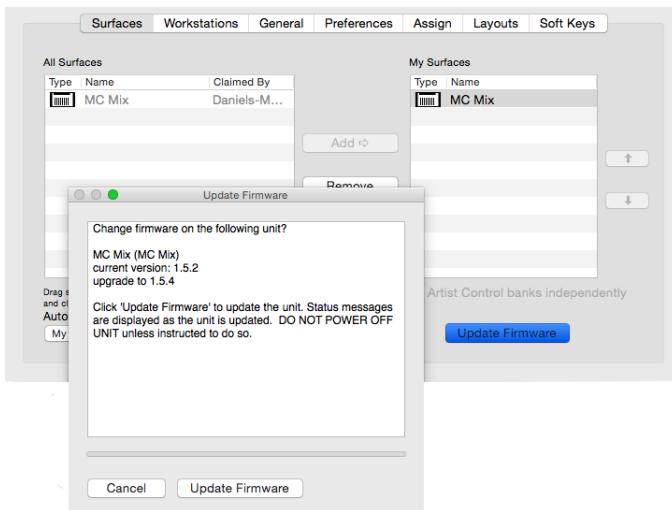 Surfaces Workstations General Preferences Assign Layouts Soft Keys
All Surfaces
Type Name Claimed By
MC Mix Daniels-M...
My Surfaces
Type Name
MC Mix
Add
Remove
Update Firmware
Change firmware on the following unit?
MC Mix (MC Mix)
current version: 1.5.2
upgrade to 1.5.4
Click 'Update Firmware' to update the unit. Status messages
are displayed as the unit is updated. DO NOT POWER OFF
UNIT unless instructed to do so.
Cancel Update Firmware
Drag
and
Auto
My
Artist Control banks independently
Update Firmware